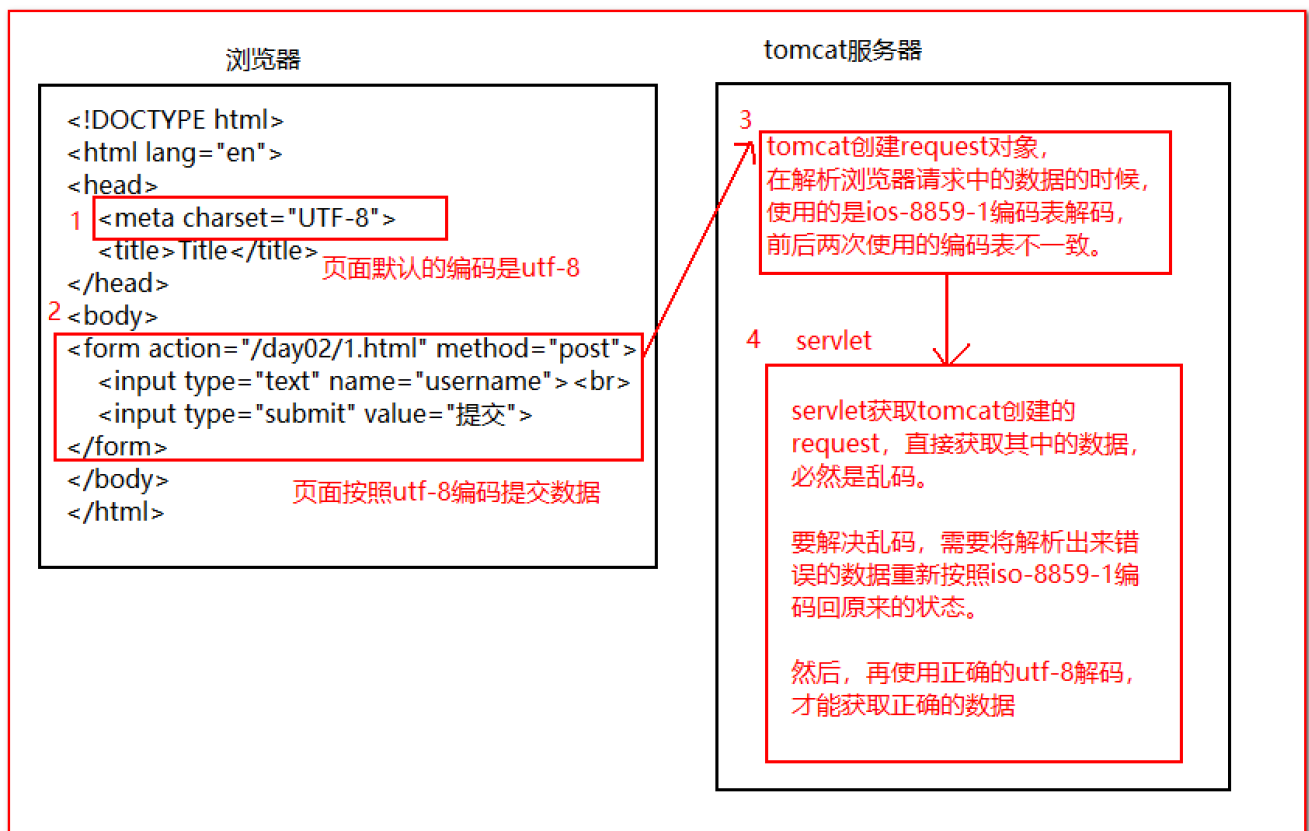 浏览器
<!DOCTYPE html>
<html lang="en">
<head>
1
<meta charset="UTF-8">
<title>Title</title>
页面默认的编码是utf-8
</head>
2
<body>
<form action="/day02/1.html" method="post">
<input type="text" name="username"><br>
<input type="submit" value="提交">
</form>
</body>
页面按照utf-8编码提交数据
</html>
tomcat服务器
3
tomcat创建request对象，
在解析浏览器请求中的数据的时候，
使用的是ios-8859-1编码表解码，
前后两次使用的编码表不一致。
4
servlet
servlet获取tomcat创建的
request，直接获取其中的数据，
必然是乱码。
要解决乱码，需要将解析出来错
误的数据重新按照iso-8859-1编
码回原来的状态。
然后，再使用正确的utf-8解码，
才能获取正确的数据